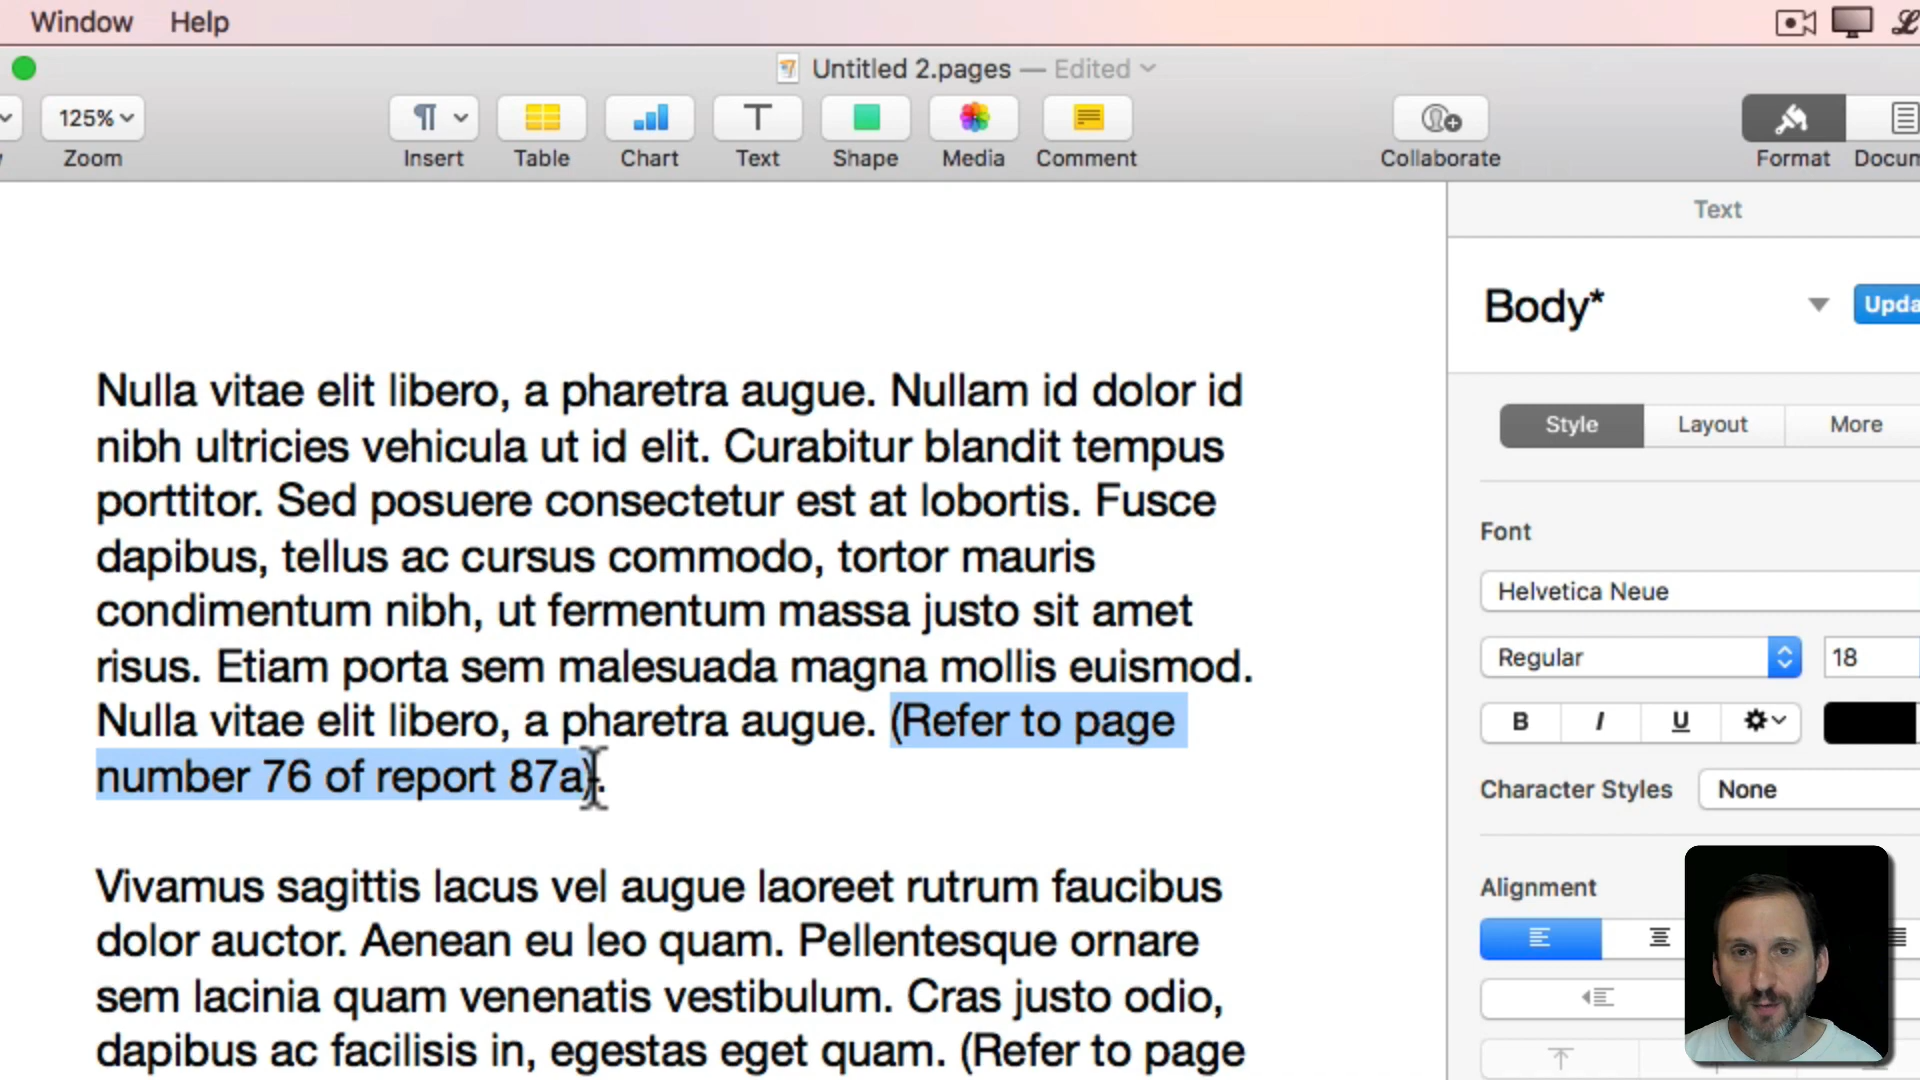 Window Help
Untitled 2.pages — Edited
125%
Zoom Insert Table Chart Text Shape Media Comment Collaborate Format Docum
Text
Body*
Upda
Style Layout More
Font
Helvetica Neue
Regular 18
B I U
Character Styles None
Alignment
Nulla vitae elit libero, a pharetra augue. Nullam id dolor id
nibh ultricies vehicula ut id elit. Curabitur blandit tempus
porttitor. Sed posuere consectetur est at lobortis. Fusce
dapibus, tellus ac cursus commodo, tortor mauris
condimentum nibh, ut fermentum massa justo sit amet
risus. Etiam porta sem malesuada magna mollis euismod.
Nulla vitae elit libero, a pharetra augue. (Refer to page
number 76 of report 87a).
Vivamus sagittis lacus vel augue laoreet rutrum faucibus
dolor auctor. Aenean eu leo quam. Pellentesque ornare
sem lacinia quam venenatis vestibulum. Cras justo odio,
dapibus ac facilisis in, egestas eget quam. (Refer to page